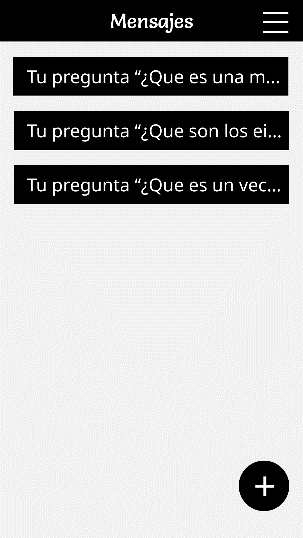 Mensajes
Tu pregunta “¿Que es una m...
Tu pregunta “¿Que son los ei...
Tu pregunta “¿Que es un vec...
+